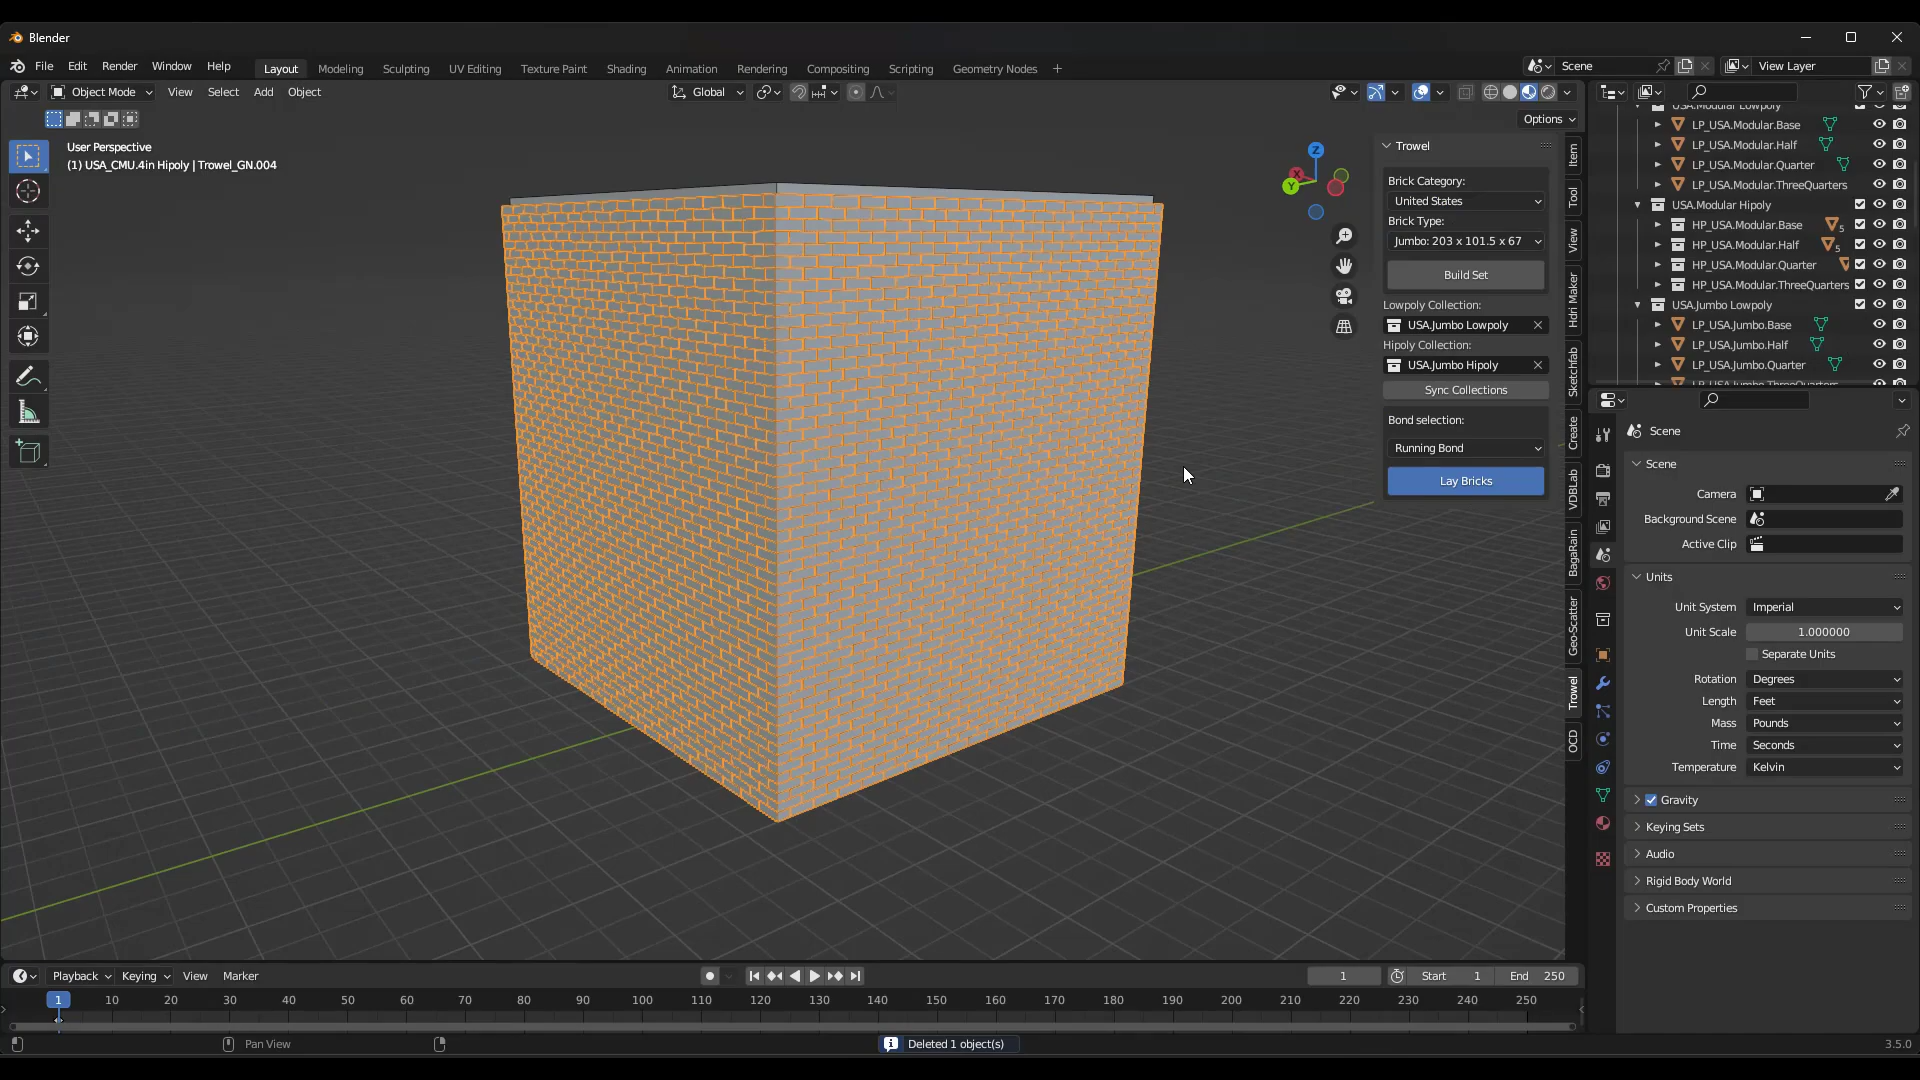 Blender
File Edit Render Window Help
Layout Modeling Sculpting UV Editing Texture Paint Shading Animation Rendering Compositing Scripting Geometry Nodes +
Scene
View Layer
Object Mode View Select Add Object
Global
Options
User Perspective
(1) USA_CMU.4in Hipoly | Trowel_GN.004
Z
X
Y
Trowel
Brick Category:
United States
Brick Type:
Jumbo: 203 x 101.5 x 67
Build Set
Lowpoly Collection:
USA.Jumbo Lowpoly
Hipoly Collection:
USA.Jumbo Hipoly
Sync Collections
Bond selection:
Running Bond
Lay Bricks
Item
Tool
View
Hdri Maker
Sketchfab
Create
VDBLab
BagaRain
Geo-Scatter
Trowel
OCD
USA.Modular Lowpoly
LP_USA.Modular.Base
LP_USA.Modular.Half
LP_USA.Modular.Quarter
LP_USA.Modular.ThreeQuarters
USA.Modular Hipoly
HP_USA.Modular.Base 5
HP_USA.Modular.Half 5
HP_USA.Modular.Quarter
HP_USA.Modular.ThreeQuarters
USA.Jumbo Lowpoly
LP_USA.Jumbo.Base
LP_USA.Jumbo.Half
LP_USA.Jumbo.Quarter
LP_USA.Jumbo.ThreeQuarters
Scene
Scene
Camera
Background Scene
Active Clip
Units
Unit System Imperial
Unit Scale 1.000000
Separate Units
Rotation Degrees
Length Feet
Mass Pounds
Time Seconds
Temperature Kelvin
Gravity
Keying Sets
Audio
Rigid Body World
Custom Properties
Playback Keying View Marker
1 Start 1 End 250
1 10 20 30 40 50 60 70 80 90 100 110 120 130 140 150 160 170 180 190 200 210 220 230 240 250
Pan View
Deleted 1 object(s)
3.5.0